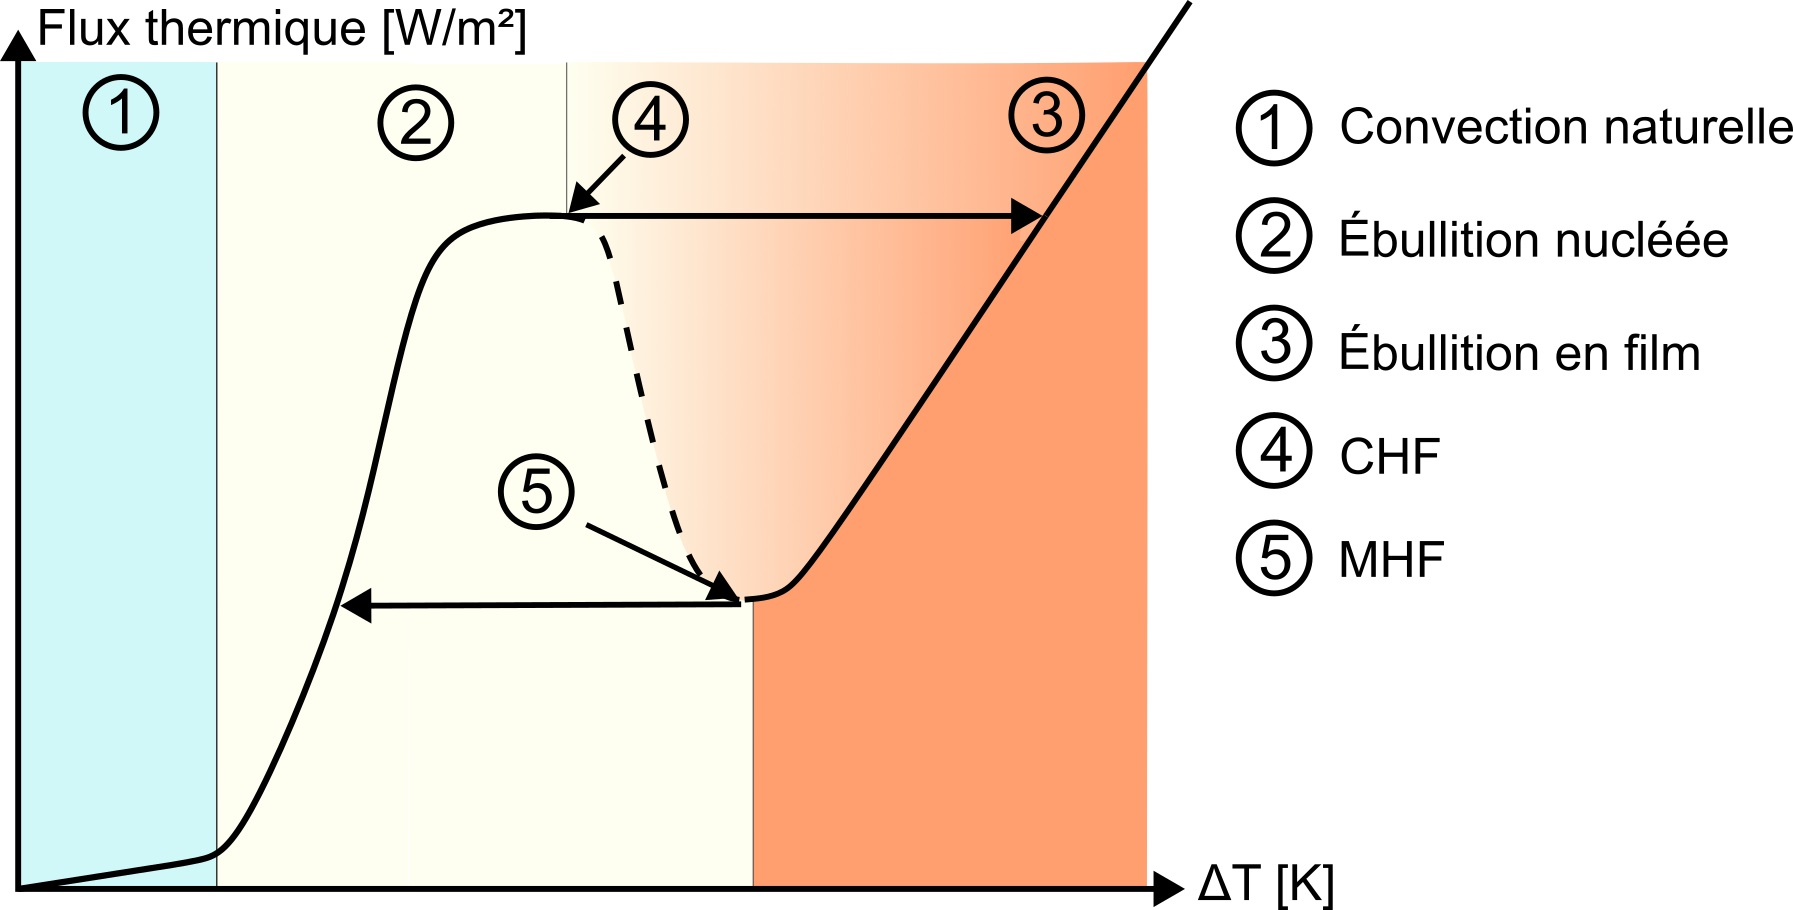 Flux thermique [W/m²]
1
2
4
3
5
ΔT [K]
1 Convection naturelle
2 Ébullition nucléée
3 Ébullition en film
4 CHF
5 MHF